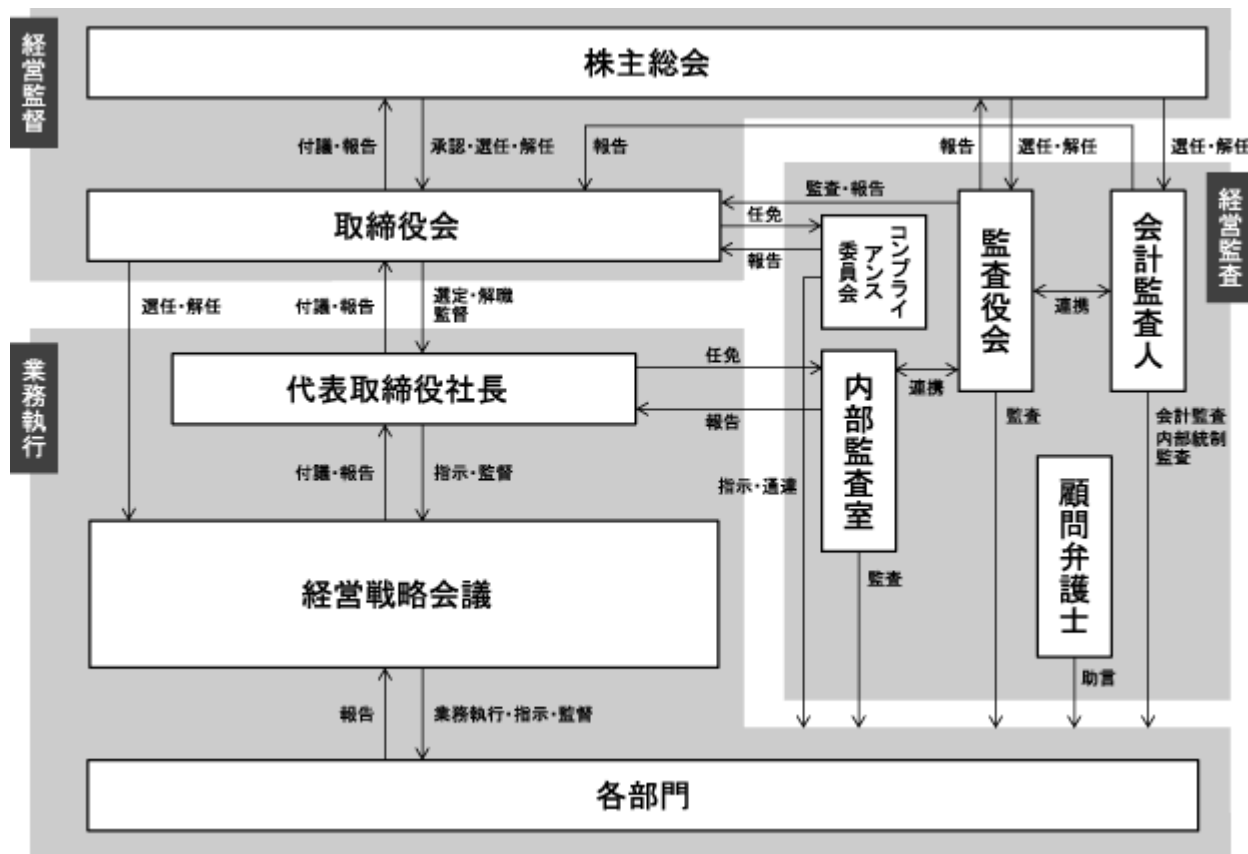 経営監督
株主総会
付議・報告
承認・選任・解任
報告
報告
選任・解任
選任・解任
経営監査
取締役会
監査・報告
任免
報告
コンプライ
アンス
委員会
監査役会
連携
会計監査人
選任・解任
付議・報告
選定・解職
監督
業務執行
代表取締役社長
任免
報告
内部監査室
連携
監査
会計監査
内部統制
監査
付議・報告
指示・監督
指示・通達
顧問弁護士
経営戦略会議
監査
助言
報告
業務執行・指示・監督
各部門